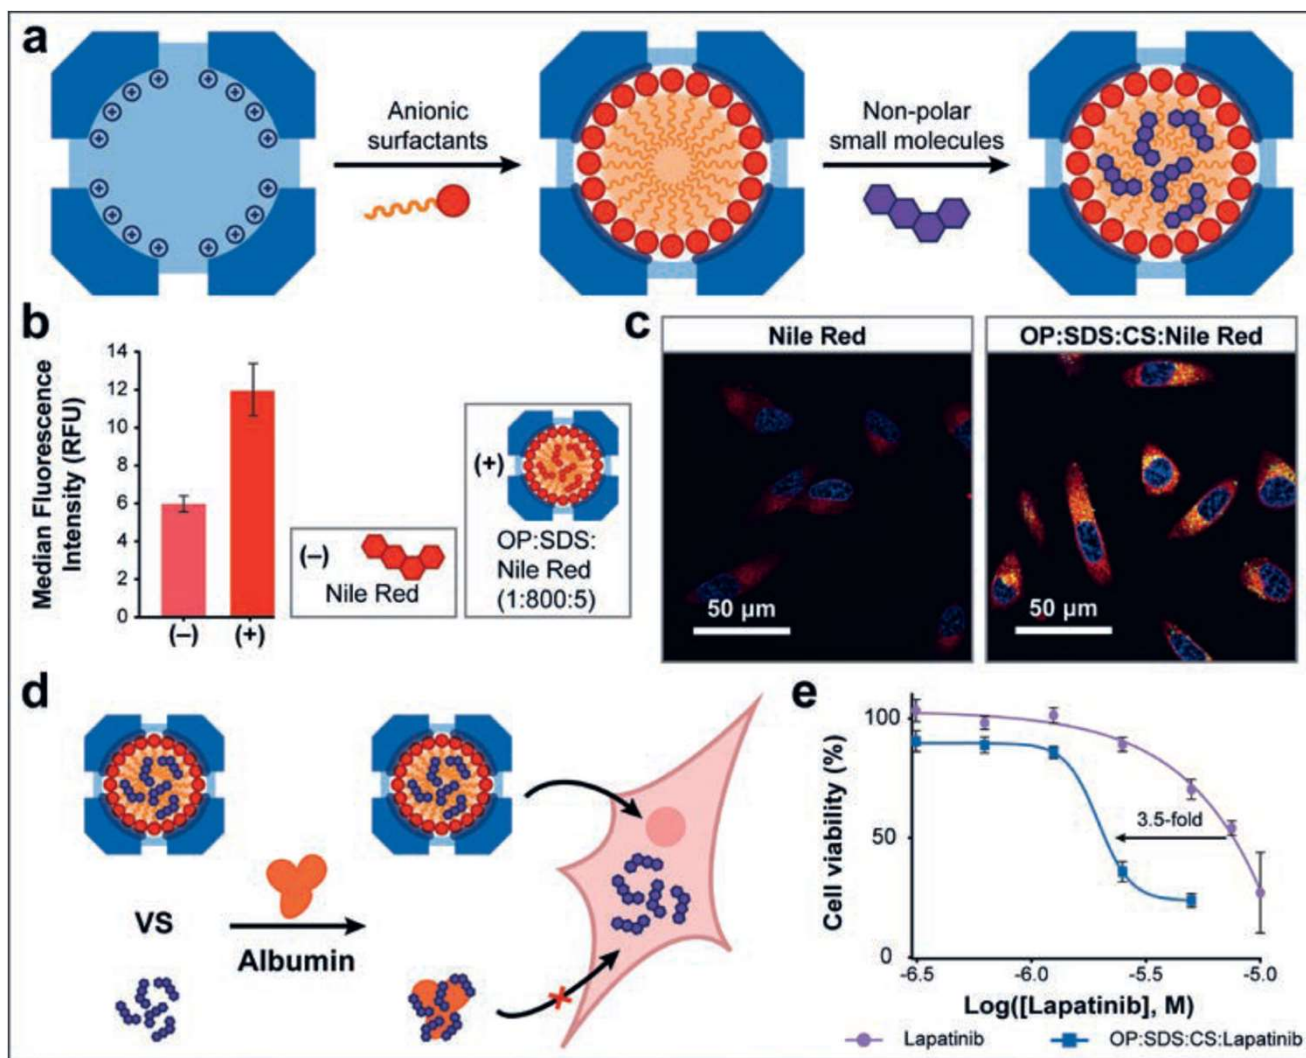 a
Anionic
surfactants
Non-polar
small molecules
b
Median Fluorescence
Intensity (RFU)
14
12
10
8
6
4
2
0
(–)
(+)
(–)
Nile Red
(+)
OP:SDS:
Nile Red
(1:800:5)
c
Nile Red
50 µm
OP:SDS:CS:Nile Red
50 µm
d
VS
Albumin
e
Cell viability (%)
100
50
0
3.5-fold
-6.5
-6.0
-5.5
-5.0
Log([Lapatinib], M)
Lapatinib
OP:SDS:CS:Lapatinib